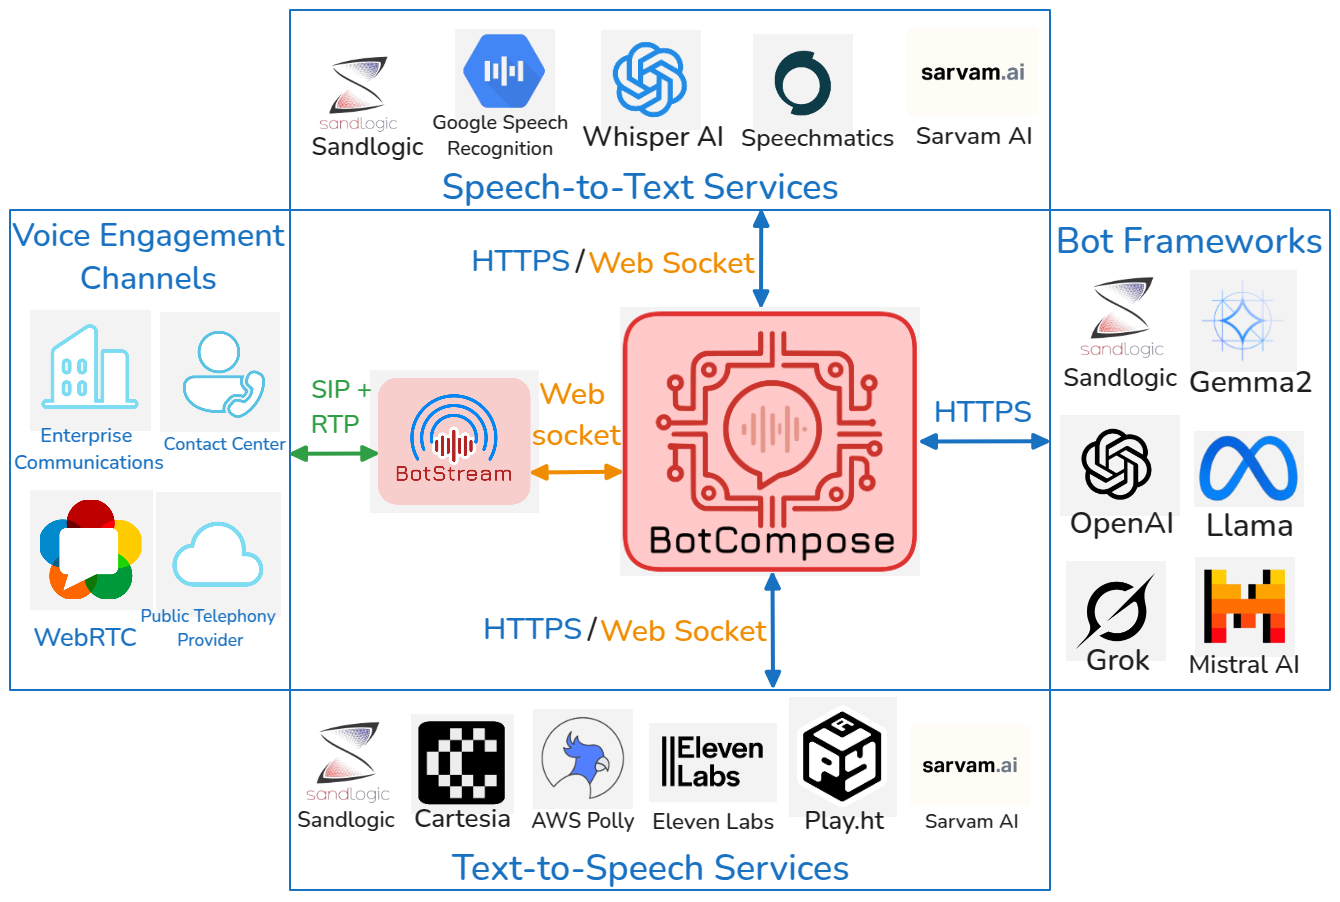 sandlogic
Sandlogic
Google Speech
Recognition
Whisper AI
Speechmatics
sarvam.ai
Sarvam AI
Speech-to-Text Services
Voice Engagement
Channels
Enterprise
Communications
Contact Center
WebRTC
Public Telephony
Provider
HTTPS / Web Socket
SIP +
RTP
BotStream
Web
socket
BotCompose
HTTPS
HTTPS / Web Socket
Bot Frameworks
sandlogic
Sandlogic
Gemma2
OpenAI
Llama
Grok
Mistral AI
sandlogic
Sandlogic
Cartesia
AWS Polly
Eleven
Labs
Eleven Labs
PLAY
Play.ht
sarvam.ai
Sarvam AI
Text-to-Speech Services